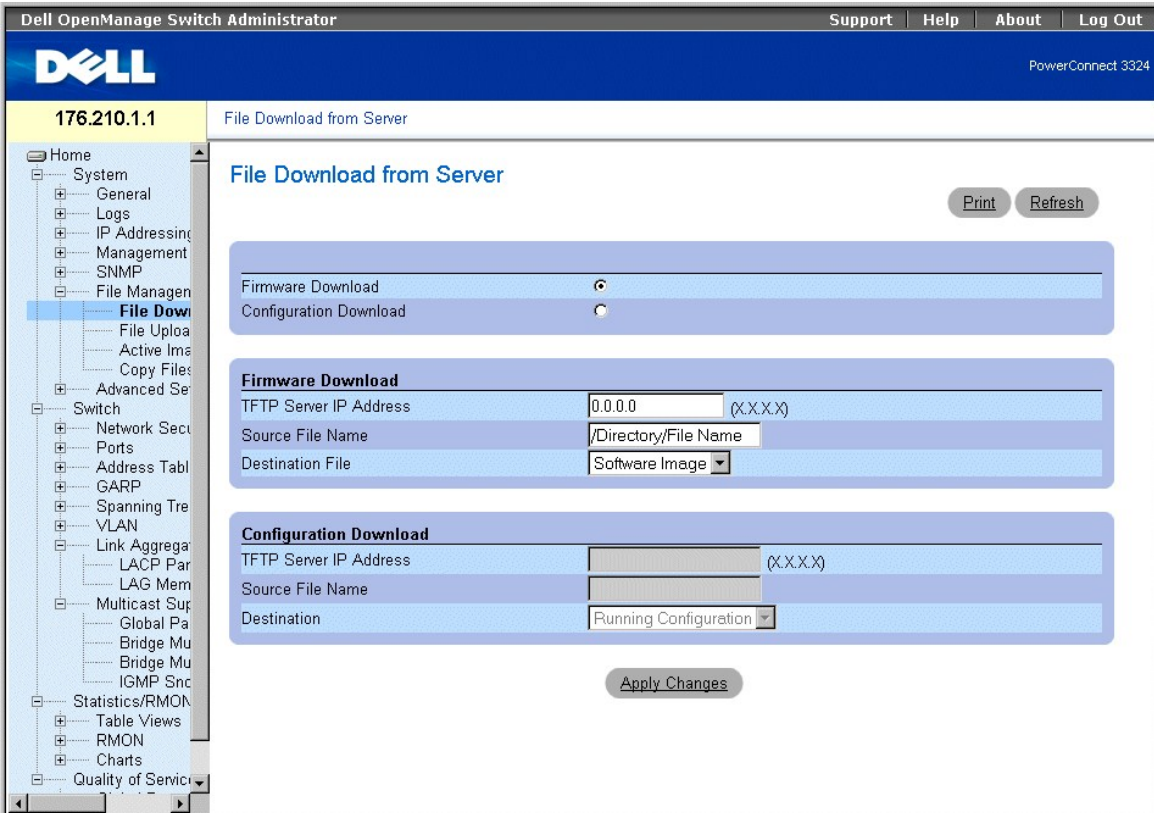 Dell OpenManage Switch Administrator
Support | Help | About | Log Out
DELL
PowerConnect 3324
176.210.1.1
File Download from Server
Home
System
General
Logs
IP Addressing
Management
SNMP
File Managen
File Down
File Uploa
Active Ima
Copy Files
Advanced Set
Switch
Network Secu
Ports
Address Tabl
GARP
Spanning Tre
VLAN
Link Aggregat
LACP Par
LAG Mem
Multicast Sup
Global Pa
Bridge Mu
Bridge Mu
IGMP Sno
Statistics/RMON
Table Views
RMON
Charts
Quality of Servic
File Download from Server
Print
Refresh
Firmware Download
Configuration Download
Firmware Download
TFTP Server IP Address 0.0.0.0 (X.X.X.X)
Source File Name /Directory/File Name
Destination File Software Image
Configuration Download
TFTP Server IP Address (X.X.X.X)
Source File Name
Destination Running Configuration
Apply Changes